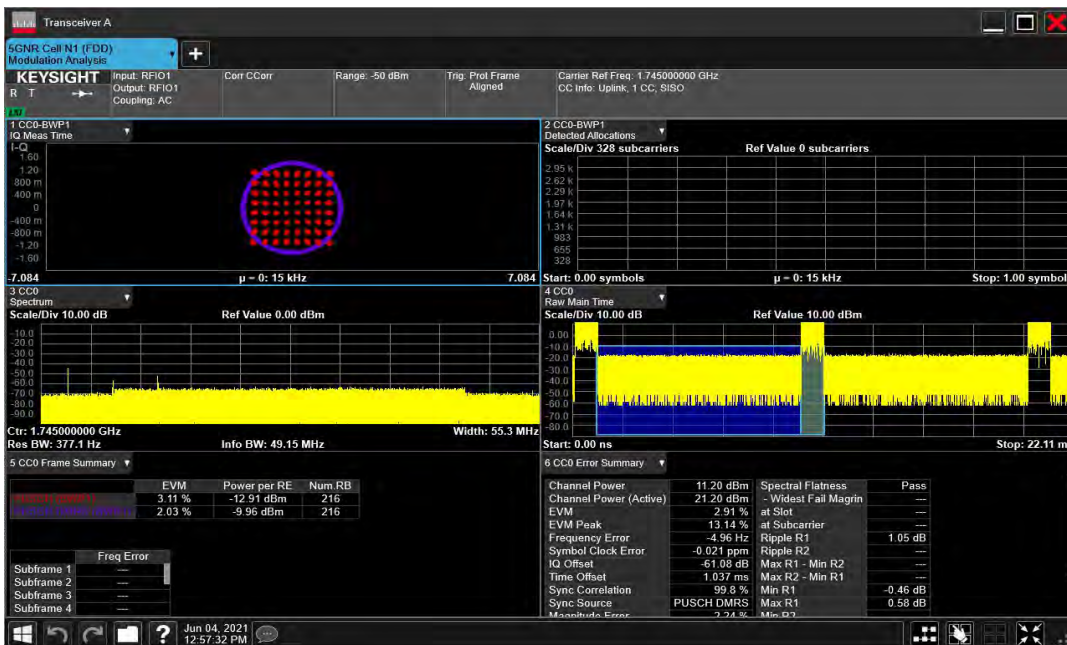 Transceiver A
5GNR Cell N1 (FDD)
Modulation Analysis
+
KEYSIGHT
R T
Input: RFIO1
Output: RFIO1
Coupling: AC
Corr CCorr
Range: -50 dBm
Trig: Prot Frame
Aligned
Carrier Ref Freq: 1.745000000 GHz
CC Info: Uplink, 1 CC, SISO
1 CC0-BWP1
IQ Meas Time
I-Q
1.60
1.20
800 m
400 m
0
-400 m
-800 m
-1.20
-1.60
-7.084
μ = 0: 15 kHz
7.084
2 CC0-BWP1
Detected Allocations
Scale/Div 328 subcarriers
Ref Value 0 subcarriers
2.95 k
2.62 k
2.29 k
1.97 k
1.64 k
1.31 k
983
655
328
Start: 0.00 symbols
μ = 0: 15 kHz
Stop: 1.00 symbol
3 CC0
Spectrum
Scale/Div 10.00 dB
Ref Value 0.00 dBm
-10.0
-20.0
-30.0
-40.0
-50.0
-60.0
-70.0
-80.0
-90.0
Ctr: 1.745000000 GHz
Width: 55.3 MHz
Res BW: 377.1 Hz
Info BW: 49.15 MHz
4 CC0
Raw Main Time
Scale/Div 10.00 dB
Ref Value 10.00 dBm
0.00
-10.0
-20.0
-30.0
-40.0
-50.0
-60.0
-70.0
-80.0
Start: 0.00 ns
Stop: 22.11 m
5 CC0 Frame Summary
EVM Power per RE Num.RB
3.11 % -12.91 dBm 216
2.03 % -9.96 dBm 216
Freq Error
Subframe 1 ---
Subframe 2 ---
Subframe 3 ---
Subframe 4 ---
6 CC0 Error Summary
Channel Power 11.20 dBm Spectral Flatness Pass
Channel Power (Active) 21.20 dBm - Widest Fail Magrin ---
EVM 2.91 % at Slot ---
EVM Peak 13.14 % at Subcarrier ---
Frequency Error -4.96 Hz Ripple R1 1.05 dB
Symbol Clock Error -0.021 ppm Ripple R2 ---
IQ Offset -61.08 dB Max R1 - Min R2 ---
Time Offset 1.037 ms Max R2 - Min R1 ---
Sync Correlation 99.8 % Min R1 -0.46 dB
Sync Source PUSCH DMRS Max R1 0.58 dB
Magnitude Error 2.24 % Min R2
?
Jun 04, 2021
12:57:32 PM